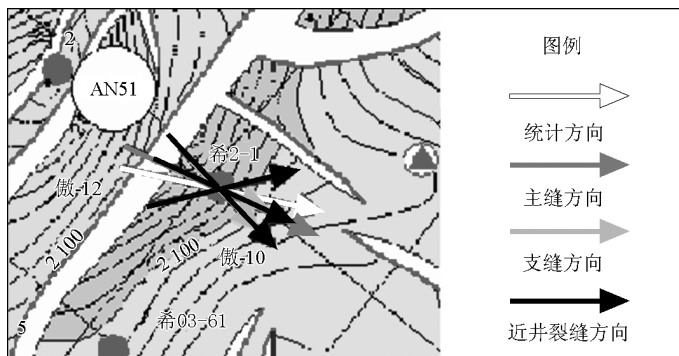 2
AN51
希2-1
傲-12
2 100
2 100
傲-10
希03-61
5
图例
统计方向
主缝方向
支缝方向
近井裂缝方向